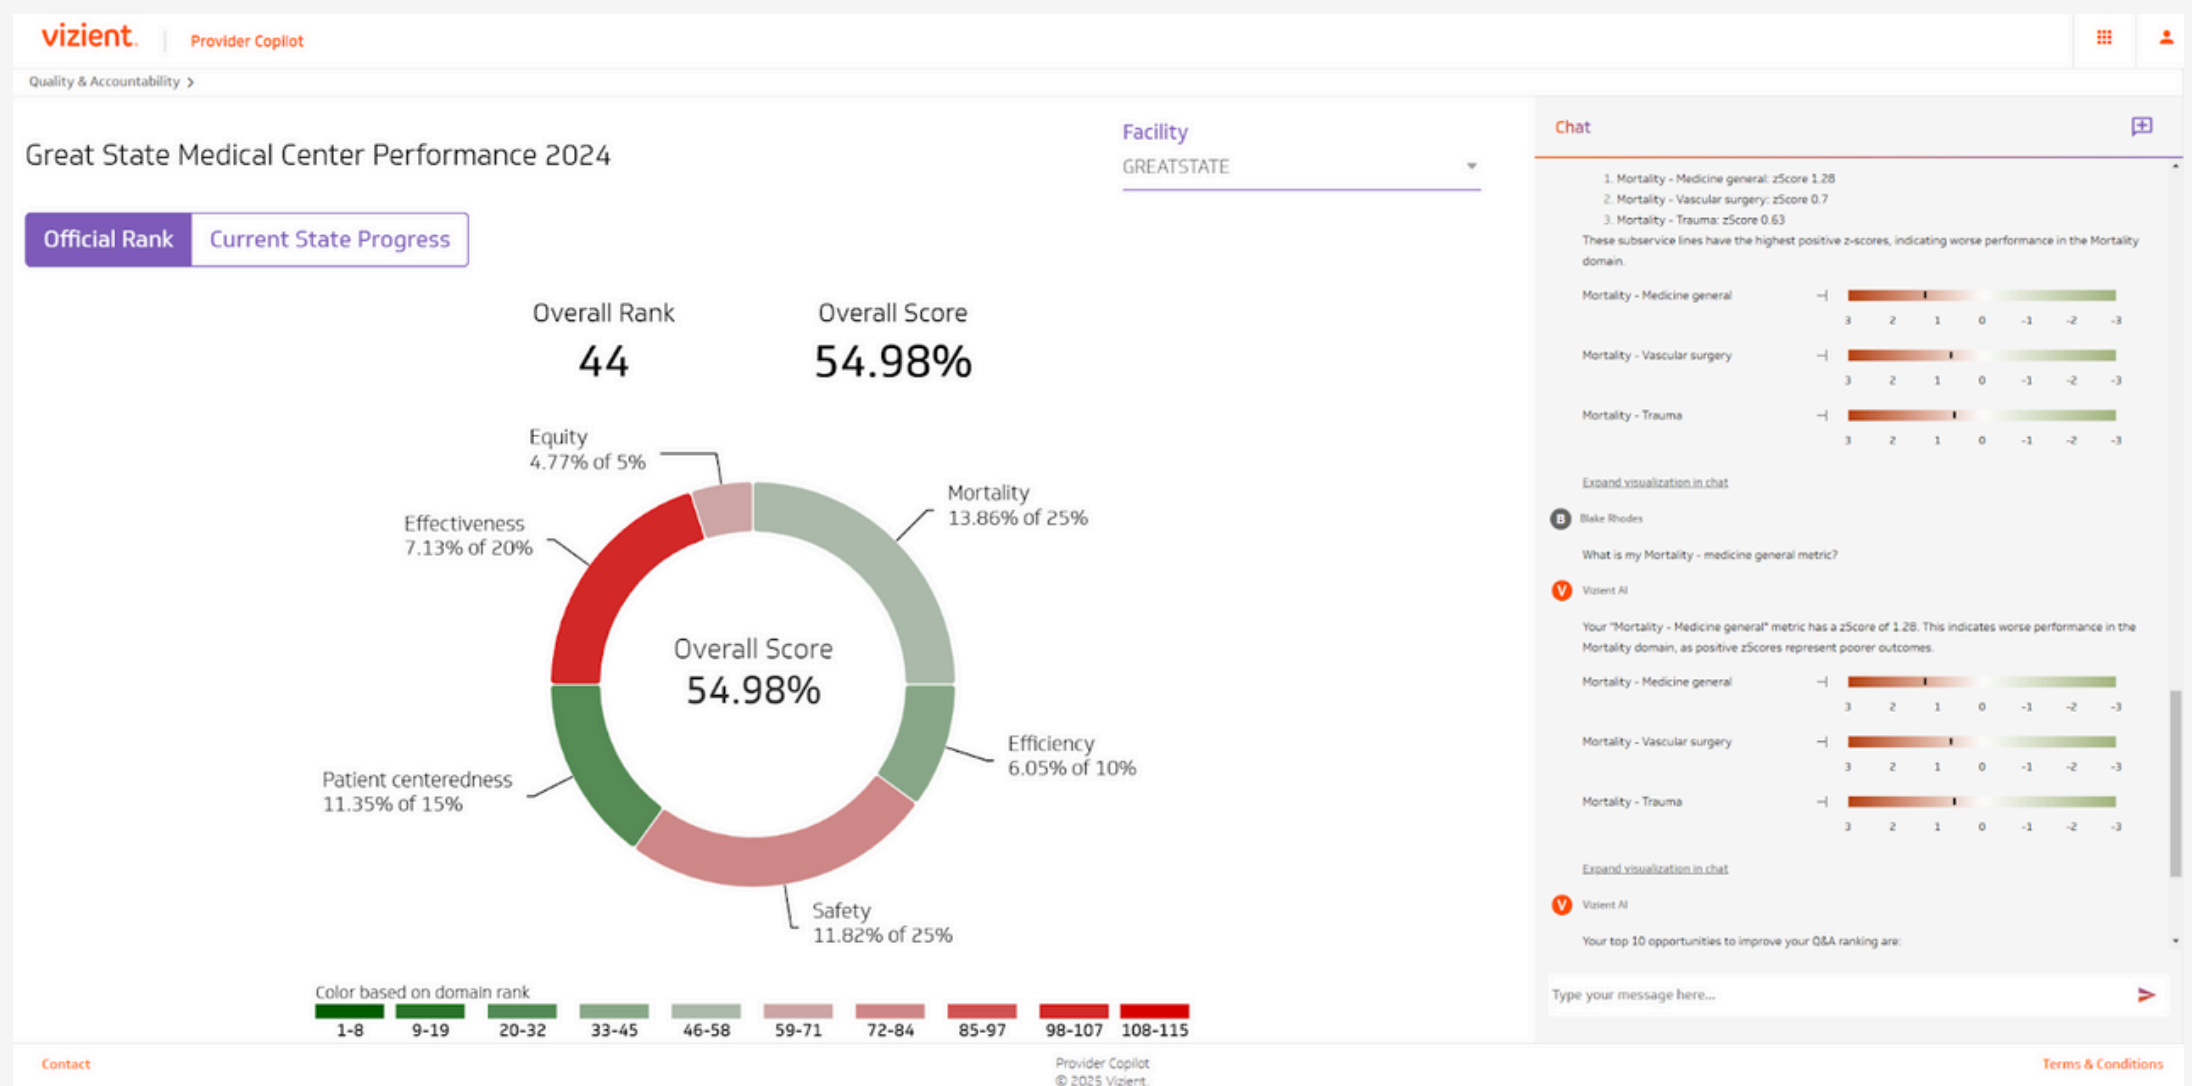 vizient.
Provider Copilot
Quality & Accountability
Great State Medical Center Performance 2024
Facility
GREATSTATE
Official Rank
Current State Progress
Overall Rank
44
Overall Score
54.98%
Equity
4.77% of 5%
Mortality
13.86% of 25%
Effectiveness
7.13% of 20%
Overall Score
54.98%
Efficiency
6.05% of 10%
Patient centeredness
11.35% of 15%
Safety
11.82% of 25%
Color based on domain rank
1-8 9-19 20-32 33-45 46-58 59-71 72-84 85-97 98-107 108-115
Chat
1. Mortality - Medicine general: zScore 1.28
2. Mortality - Vascular surgery: zScore 0.7
3. Mortality - Trauma: zScore 0.63
These subservice lines have the highest positive z-scores, indicating worse performance in the Mortality
domain.
Mortality - Medicine general
3 2 1 0 -1 -2 -3
Mortality - Vascular surgery
3 2 1 0 -1 -2 -3
Mortality - Trauma
3 2 1 0 -1 -2 -3
Expand visualization in chat
B Blake Rhodes
What is my Mortality - medicine general metric?
V Vizient AI
Your "Mortality - Medicine general" metric has a zScore of 1.28. This indicates worse performance in the
Mortality domain, as positive zScores represent poorer outcomes.
Mortality - Medicine general
3 2 1 0 -1 -2 -3
Mortality - Vascular surgery
3 2 1 0 -1 -2 -3
Mortality - Trauma
3 2 1 0 -1 -2 -3
Expand visualization in chat
V Vizient AI
Your top 10 opportunities to improve your Q&A ranking are:
Type your message here...
Contact
Provider Copilot
© 2025 Vizient.
Terms & Conditions